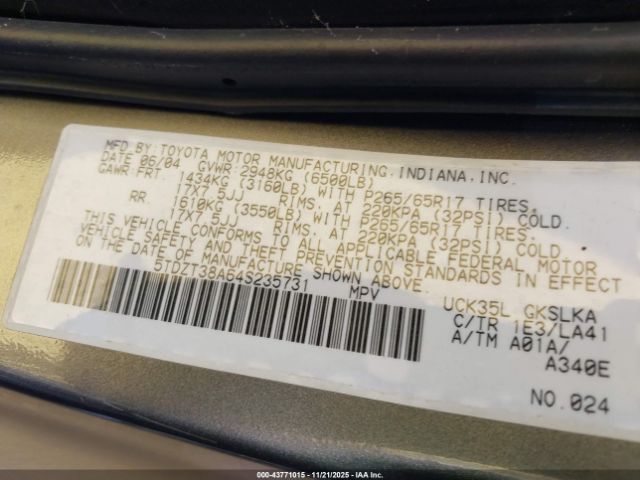 MFD.BY:TOYOTA MOTOR MANUFACTURING,INDIANA,INC.
DATE 06/04 GVWR:2948KG (6500LB)
GAWR:FRT. 1434KG (3160LB) WITH P265/65R17 TIRES,
17X7.5JJ RIMS, AT 220KPA (32PSI) COLD.
RR. 1610KG (3550LB) WITH P265/65R17 TIRES,
17X7.5JJ RIMS, AT 220KPA (32PSI) COLD.
THIS VEHICLE CONFORMS TO ALL APPLICABLE FEDERAL MOTOR
VEHICLE SAFETY AND THEFT PREVENTION STANDARDS IN EFFECT
ON THE DATE OF MANUFACTURE SHOWN ABOVE.
5TDZT38A64S235731 MPV
UCK35L GKSLKA
C/TR 1E3/LA41
A/TM A01A/
A340E
NO.024
000-43771015 - 11/21/2025 - IAAHOLDINGS, LLC